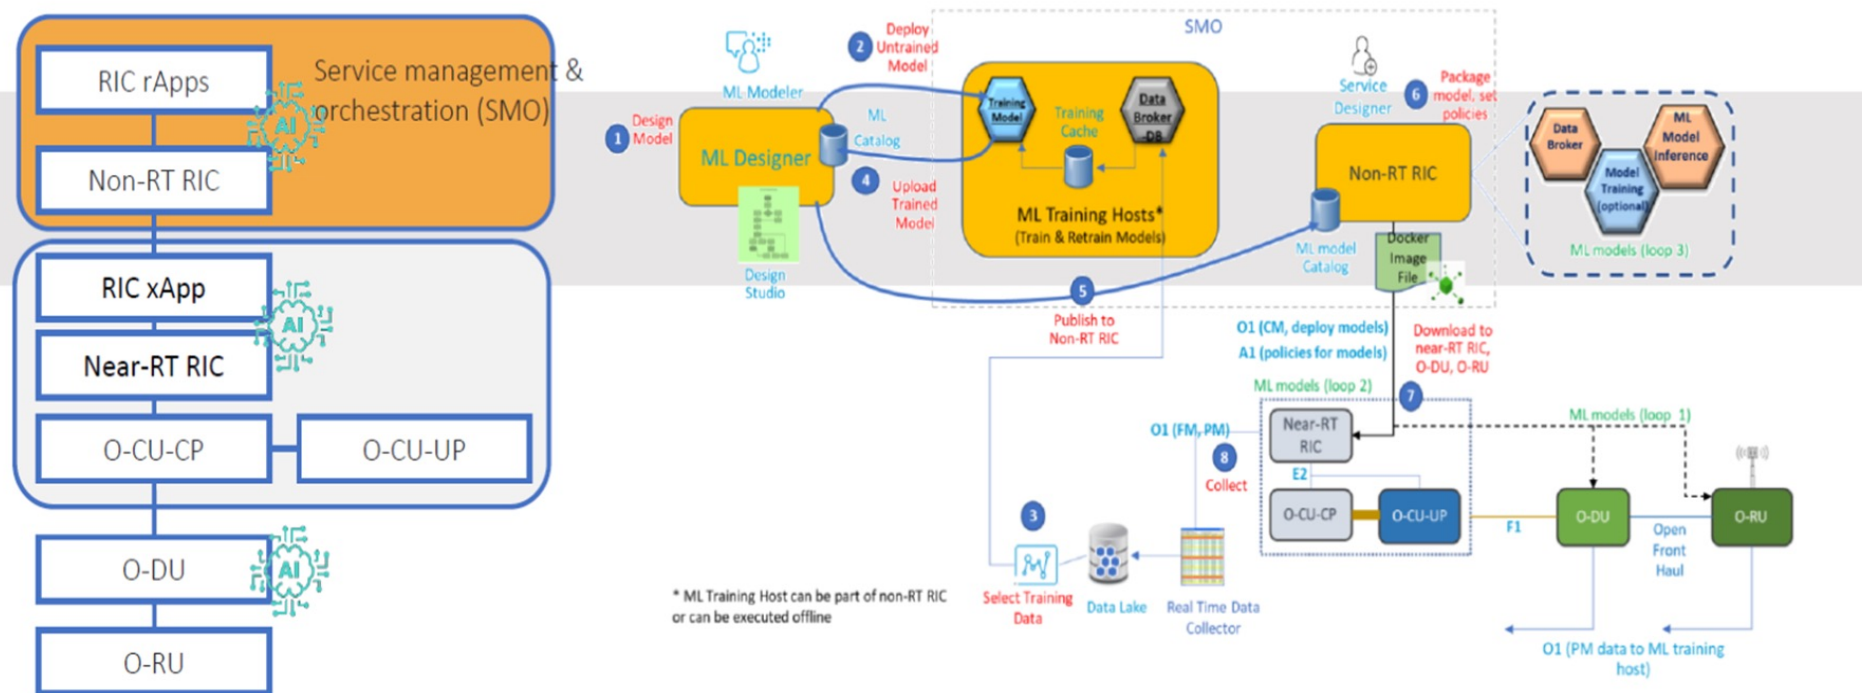 RIC rApps
Service management &
orchestration (SMO)
AI
Non-RT RIC
RIC xApp
AI
Near-RT RIC
O-CU-CP
O-CU-UP
O-DU
AI
O-RU
SMO
ML Modeler
2
Deploy
Untrained
Model
1
Design
Model
ML Designer
ML
Catalog
4
Upload
Trained
Model
Design
Studio
Training
Model
Training
Cache
Data
Broker
-DB
ML Training Hosts*
(Train & Retrain Models)
5
Publish to
Non-RT RIC
Service
Designer
6
Package
model, set
policies
Non-RT RIC
ML model
Catalog
Docker
Image
File
Data
Broker
ML
Model
Inference
Model
Training
(optional)
ML models (loop 3)
O1 (CM, deploy models)
A1 (policies for models)
Download to
near-RT RIC,
O-DU, O-RU
ML models (loop 2)
7
ML models (loop 1)
O1 (FM, PM)
8
Collect
Near-RT
RIC
E2
O-CU-CP
O-CU-UP
F1
O-DU
Open
Front
Haul
O-RU
3
Select Training
Data
Data Lake
Real Time Data
Collector
* ML Training Host can be part of non-RT RIC
or can be executed offline
O1 (PM data to ML training
host)